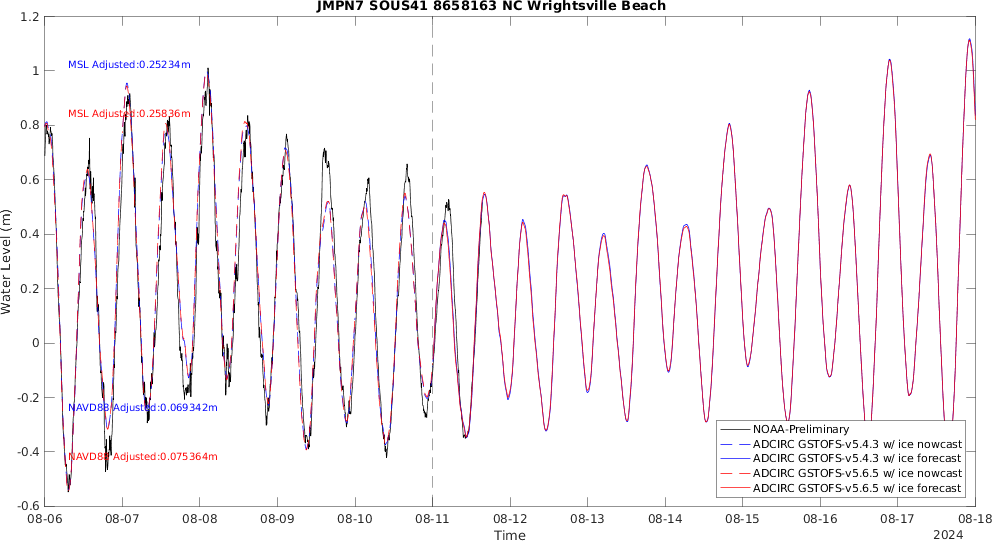 JMPN7 SOUS41 8658163 NC Wrightsville Beach
1.2
1
0.8
0.6
0.4
0.2
0
-0.2
-0.4
-0.6
Water Level (m)
MSL Adjusted:0.25234m
MSL Adjusted:0.25836m
NAVD88 Adjusted:0.069342m
NAVD88 Adjusted:0.075364m
NOAA-Preliminary
ADCIRC GSTOFS-v5.4.3 w/ ice nowcast
ADCIRC GSTOFS-v5.4.3 w/ ice forecast
ADCIRC GSTOFS-v5.6.5 w/ ice nowcast
ADCIRC GSTOFS-v5.6.5 w/ ice forecast
08-06 08-07 08-08 08-09 08-10 08-11 08-12 08-13 08-14 08-15 08-16 08-17 08-18
Time
2024